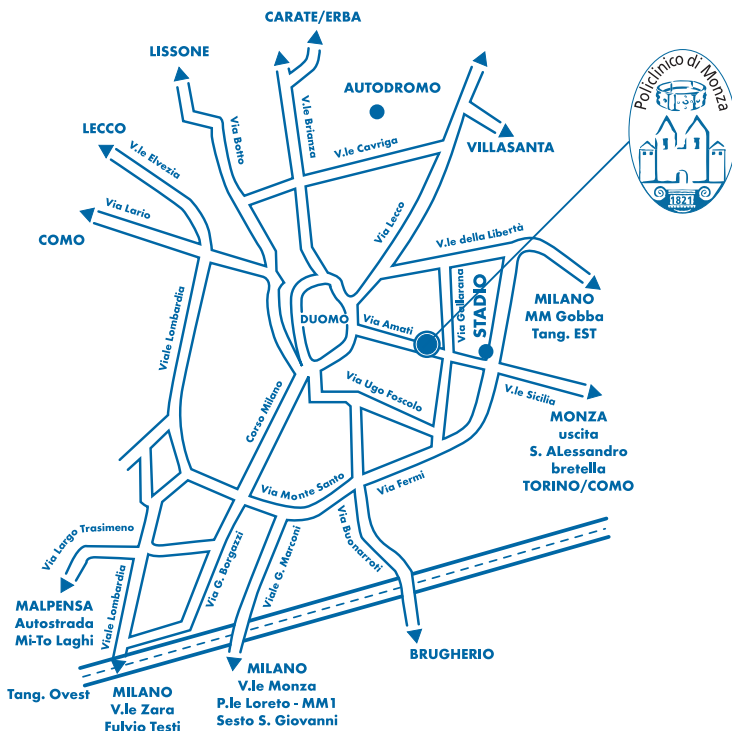 CARATE/ERBA
LISSONE
AUTODROMO
Policlinico di Monza
1821
LECCO
V.le Elvezia
Via Botto
V.le Brianza
V.le Cavriga
VILLASANTA
Via Lario
COMO
Via Lecco
V.le della Libertà
Viale Lombardia
DUOMO
Via Amati
Via Gallarana
STADIO
MILANO
MM Gobba
Tang. EST
Via Ugo Foscolo
V.le Sicilia
Corso Milano
MONZA
uscita
S. ALessandro
bretella
TORINO/COMO
Via Monte Santo
Via Fermi
Via Largo Trasimeno
Via G. Borgazzi
Viale G. Marconi
Via Buonarroti
MALPENSA
Autostrada
Mi-To Laghi
Viale Lombardia
BRUGHERIO
Tang. Ovest
MILANO
V.le Zara
Fulvio Testi
MILANO
V.le Monza
P.le Loreto - MM1
Sesto S. Giovanni